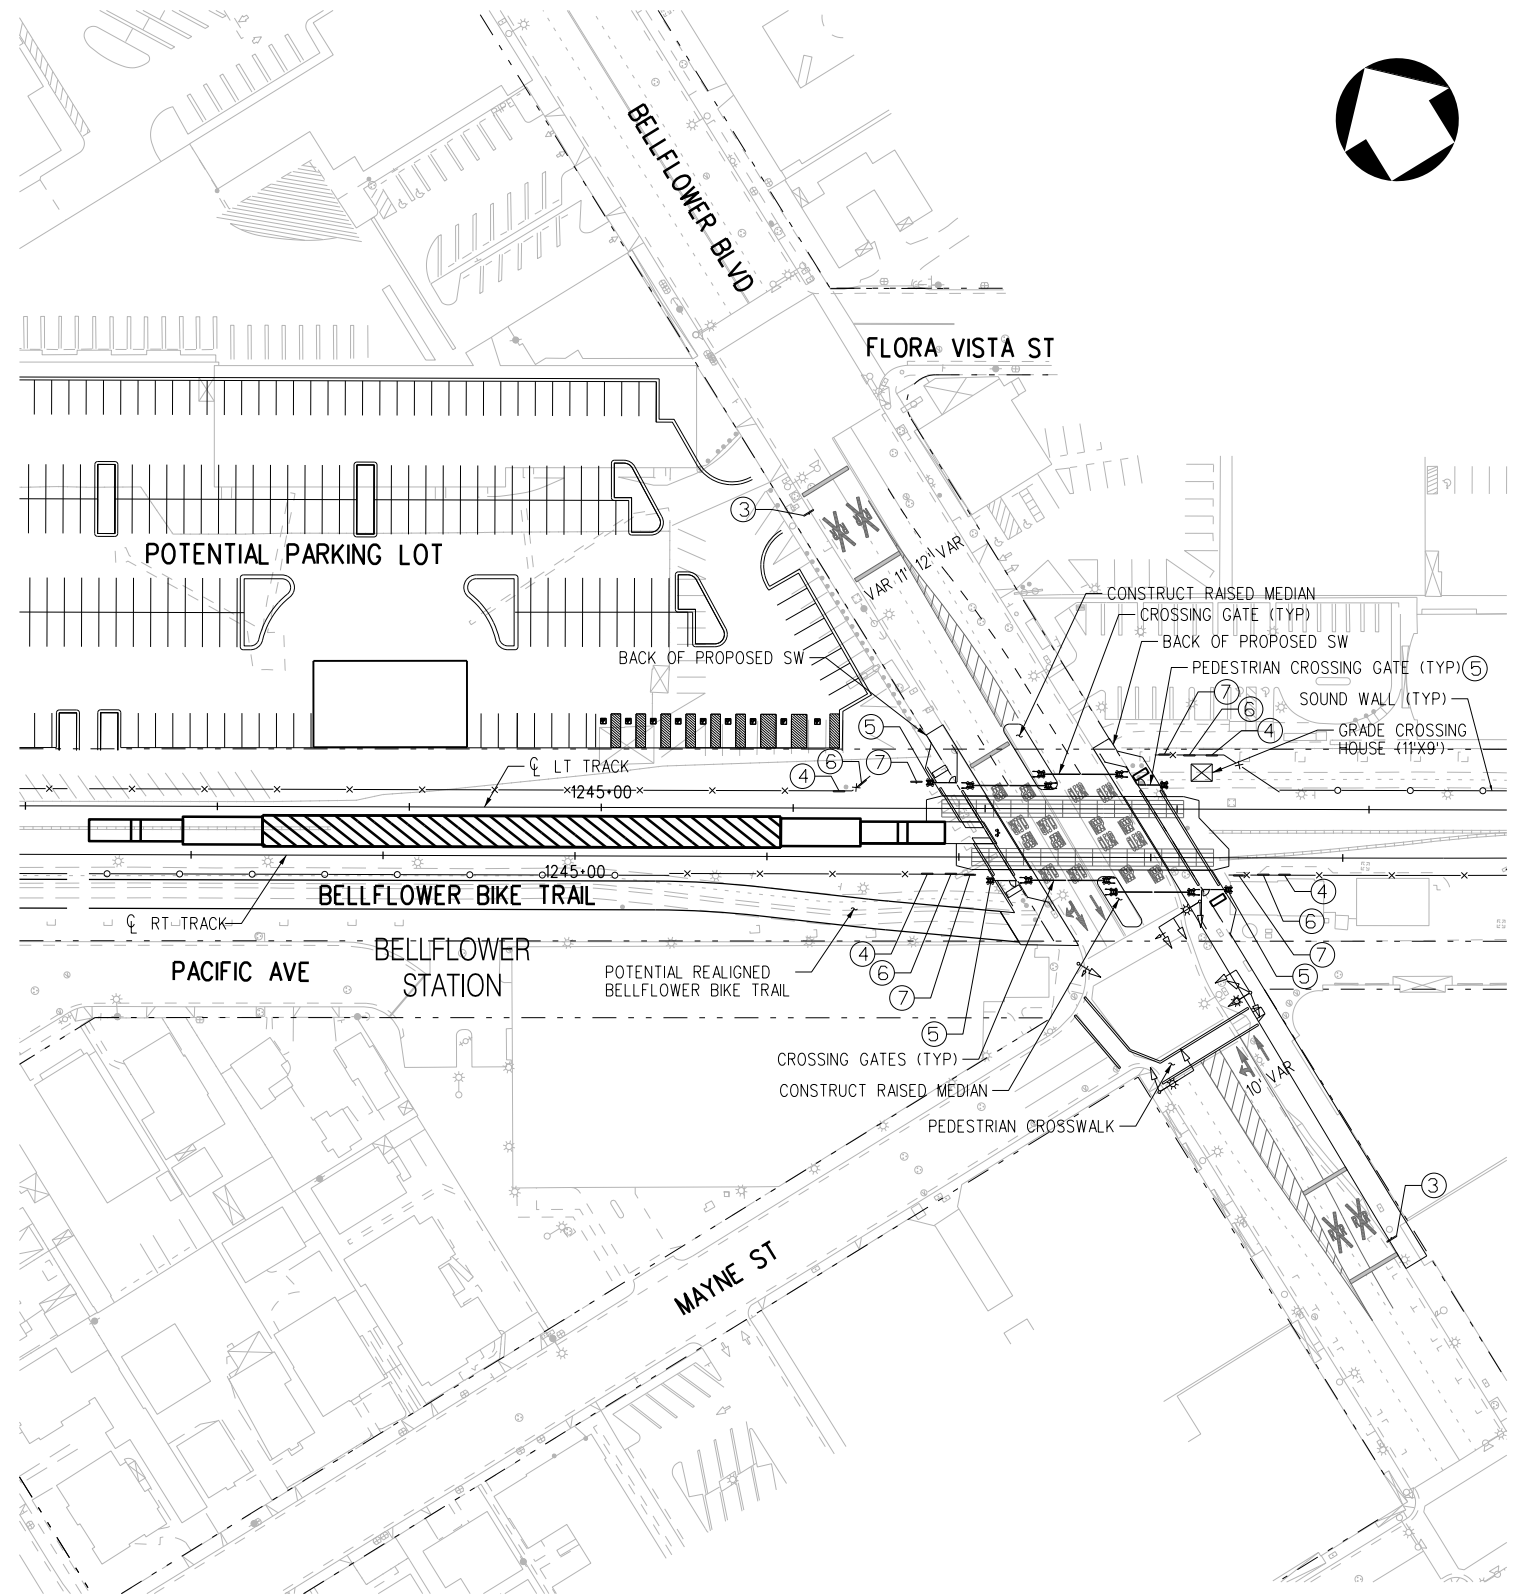 BELLFLOWER BLVD
FLORA VISTA ST
3
POTENTIAL PARKING LOT
VAR 11' 12' VAR
CONSTRUCT RAISED MEDIAN
CROSSING GATE (TYP)
BACK OF PROPOSED SW
BACK OF PROPOSED SW
PEDESTRIAN CROSSING GATE (TYP) 5
7
SOUND WALL (TYP)
6
5
4
GRADE CROSSING
HOUSE (11'X9')
6
7
4
℄ LT TRACK
1245+00
1245+00
BELLFLOWER BIKE TRAIL
4
℄ RT TRACK
6
BELLFLOWER
STATION
4
7
PACIFIC AVE
6
5
POTENTIAL REALIGNED
BELLFLOWER BIKE TRAIL
7
5
CROSSING GATES (TYP)
10' VAR
CONSTRUCT RAISED MEDIAN
PEDESTRIAN CROSSWALK
3
MAYNE ST